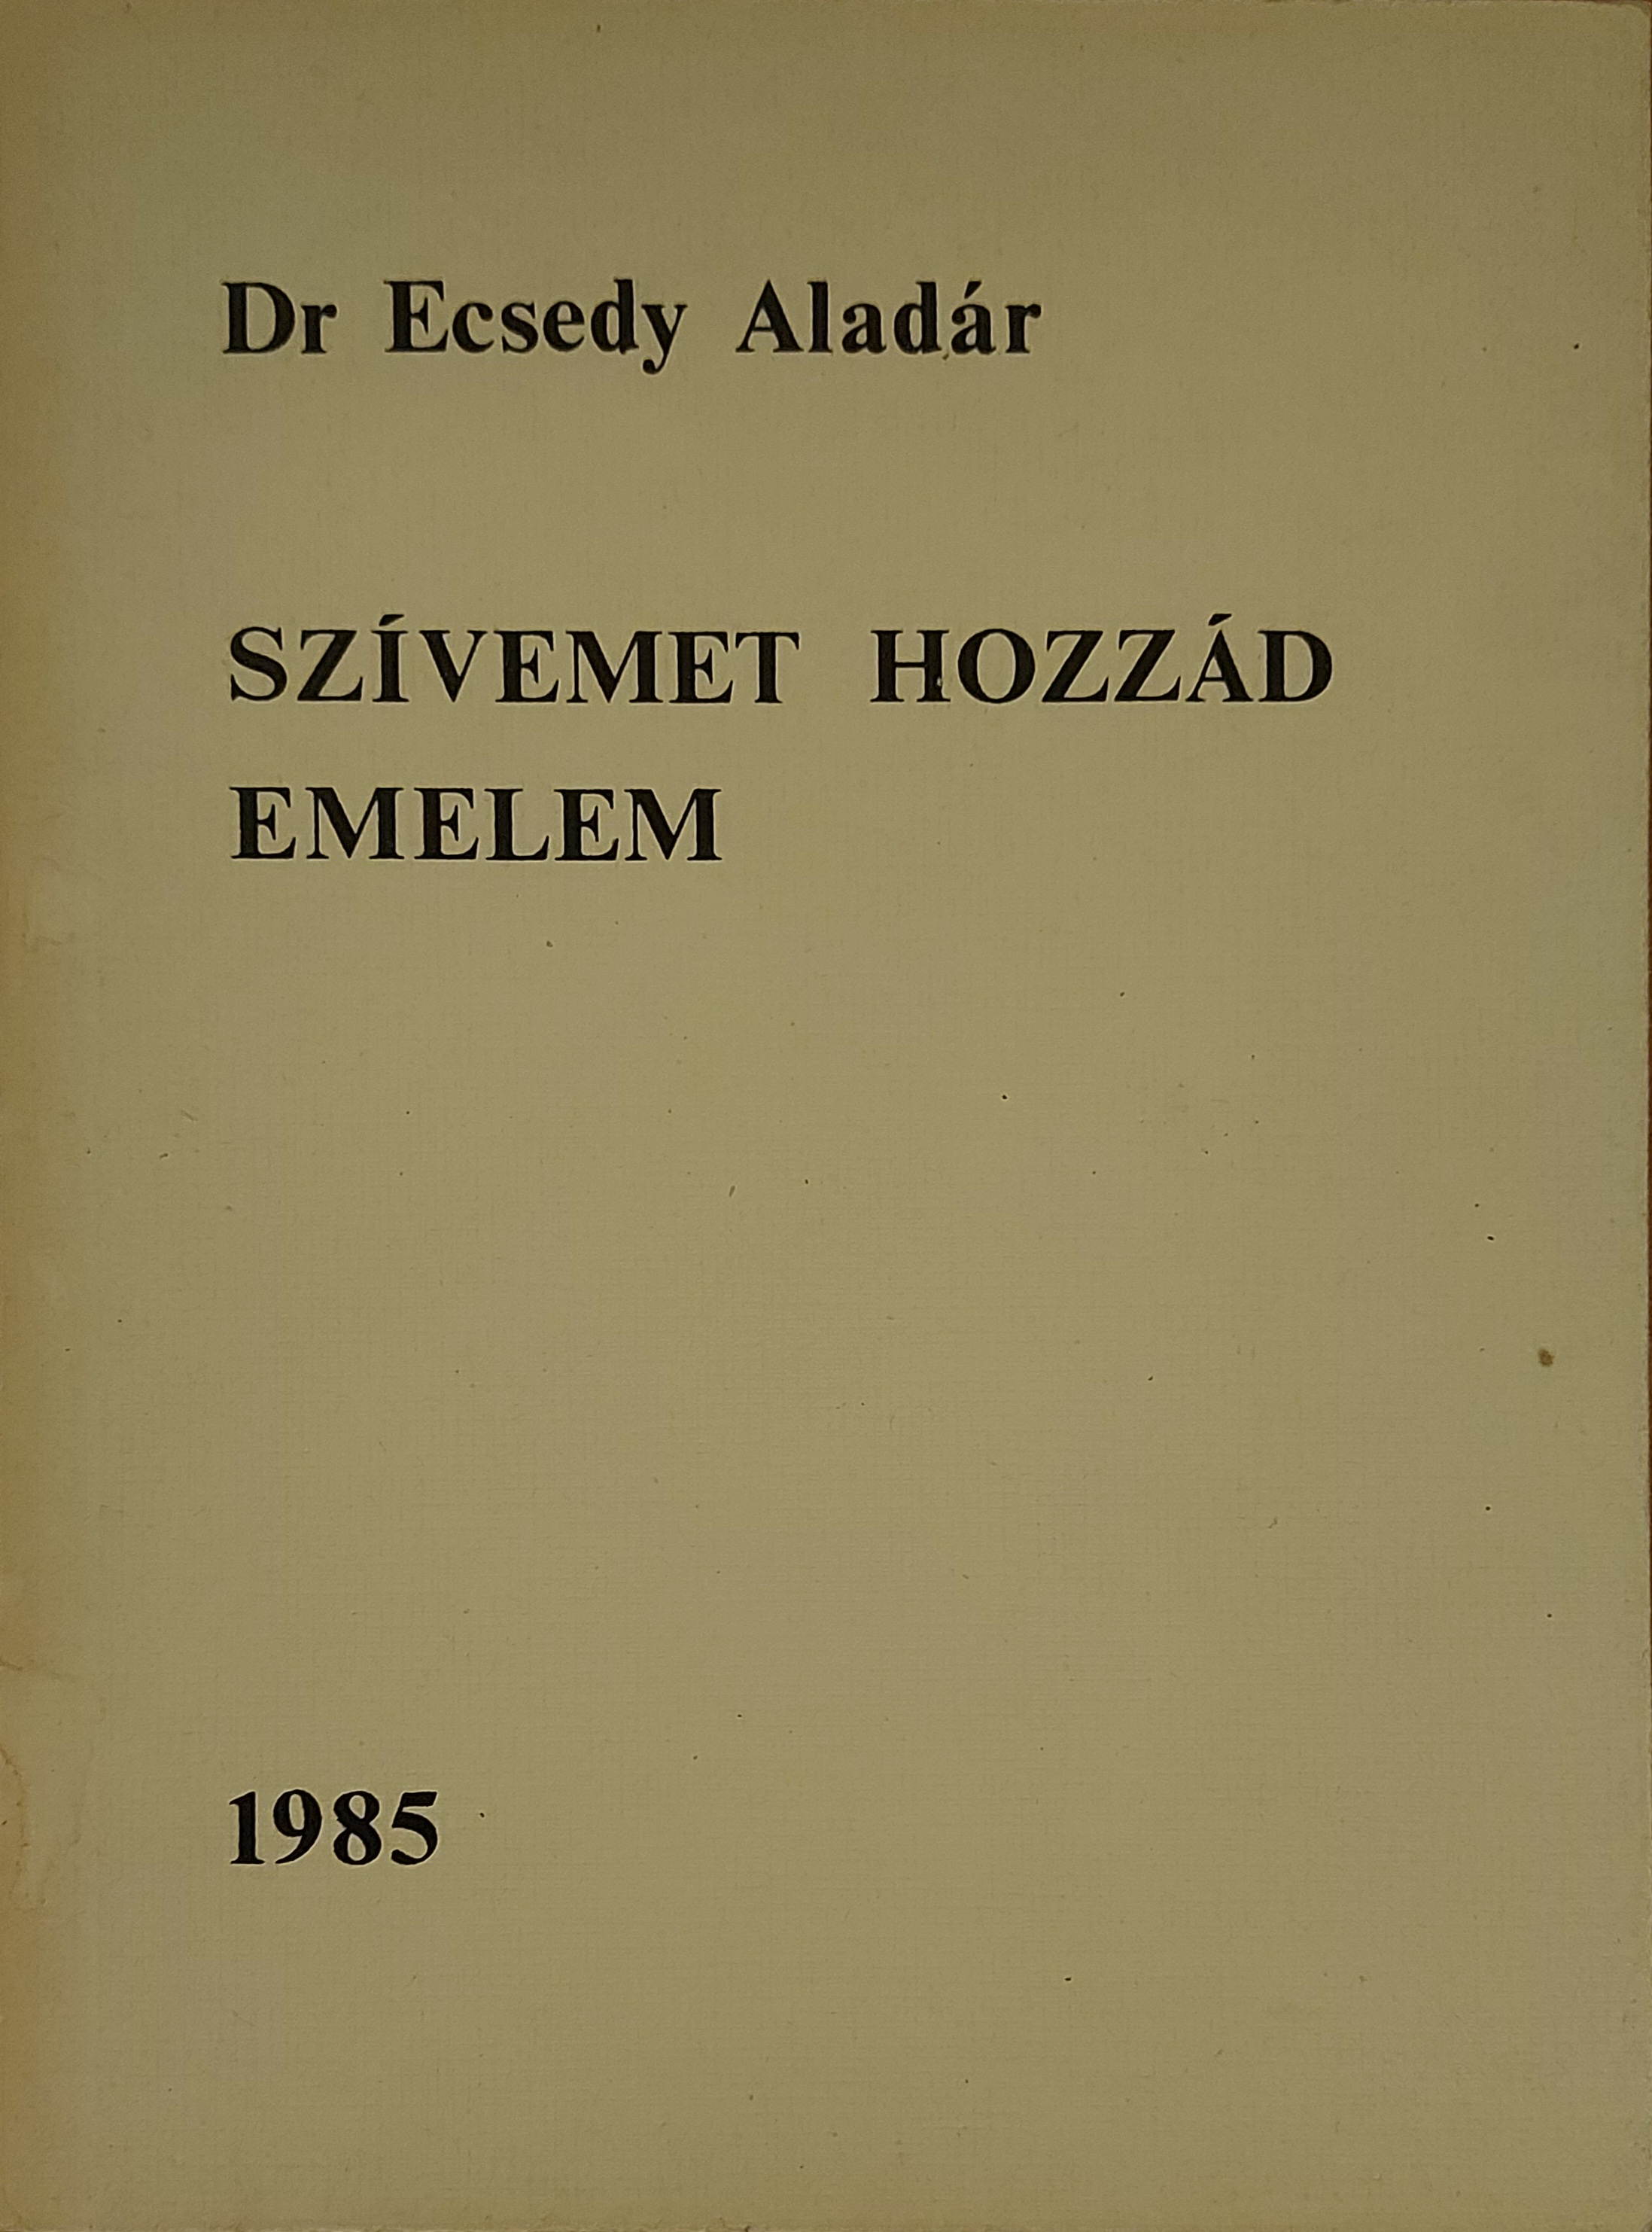 Dr Ecsedy Aladár
SZÍVEMET HOZZÁD
EMELEM
1985